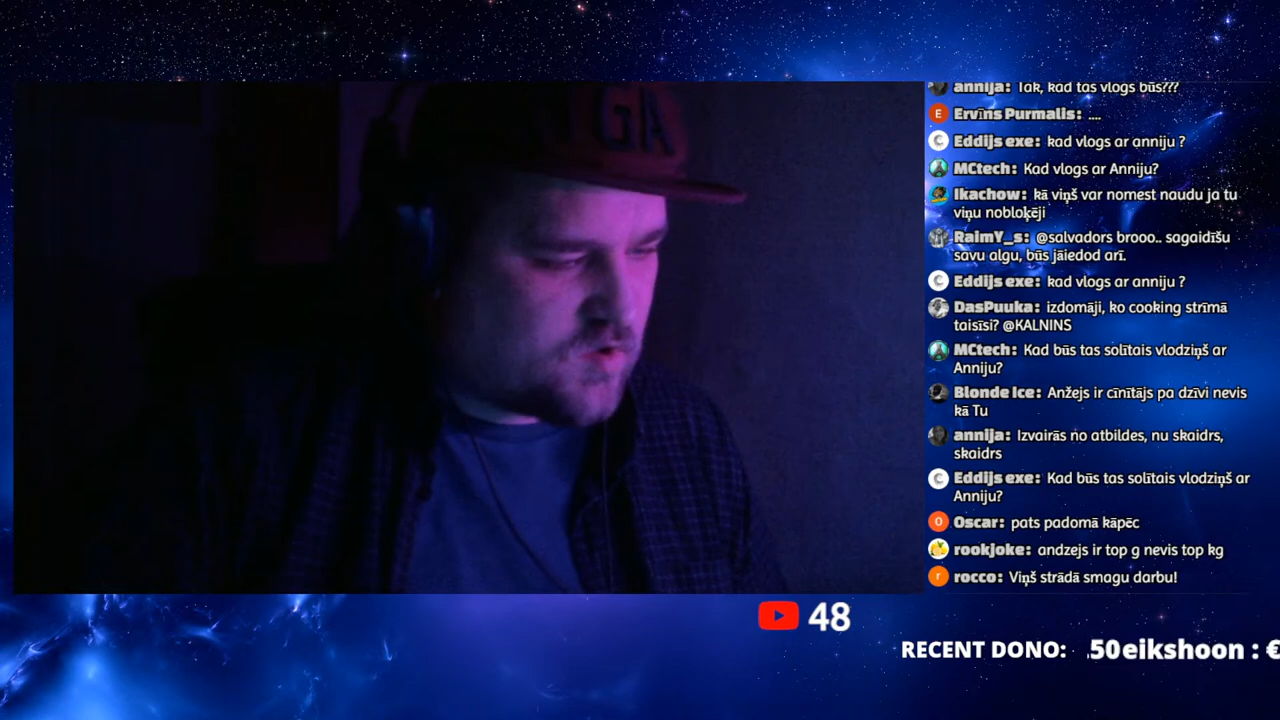 GA
annija: Tak, kad tas vlogs būs???
E Ervīns Purmalis: ....
C Eddijs exe: kad vlogs ar anniju ?
MCtech: Kad vlogs ar Anniju?
Ikachow: kā viņš var nomest naudu ja tu
viņu nobloķēji
RaimY_s: @salvadors brooo.. sagaidīšu
savu algu, būs jāiedod arī.
C Eddijs exe: kad vlogs ar anniju ?
DasPuuka: izdomāji, ko cooking strīmā
taisīsi? @KALNINS
MCtech: Kad būs tas solītais vlodziņš ar
Anniju?
Blonde Ice: Anžejs ir cīnītājs pa dzīvi nevis
kā Tu
annija: Izvairās no atbildes, nu skaidrs,
skaidrs
C Eddijs exe: Kad būs tas solītais vlodziņš ar
Anniju?
O Oscar: pats padomā kāpēc
rookjoke: andzejs ir top g nevis top kg
r rocco: Viņš strādā smagu darbu!
48
RECENT DONO: .50eikshoon : €